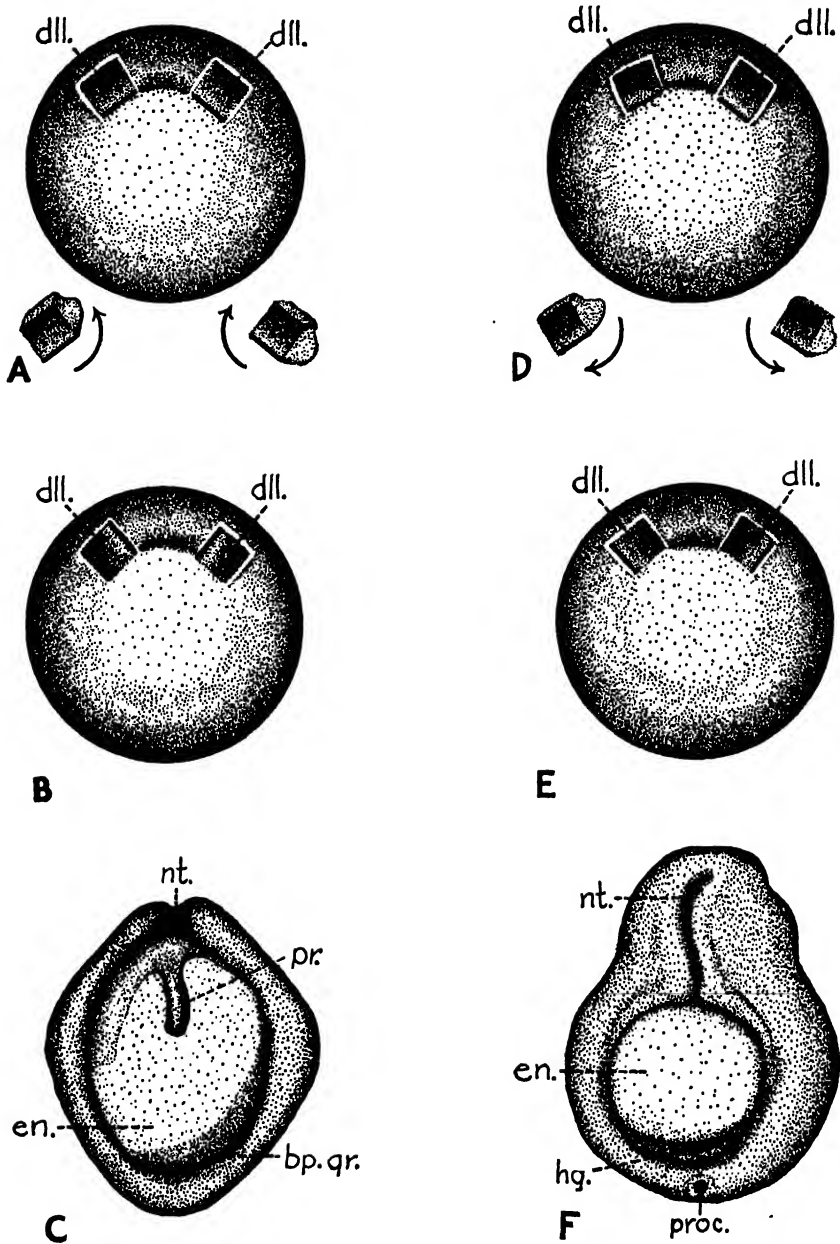 dll.
dll.
dll.
dll.
A
D
dll.
dll.
dll.
dll.
B
E
nt.
pr.
en.
bp. gr.
C
nt.
en.
hg.
proc.
F